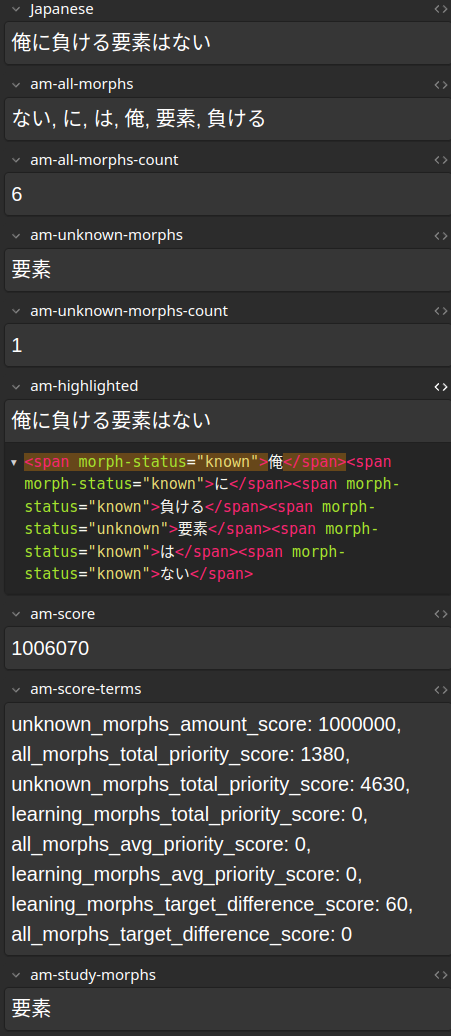 Japanese
俺に負ける要素はない
am-all-morphs
ない, に, は, 俺, 要素, 負ける
am-all-morphs-count
6
am-unknown-morphs
要素
am-unknown-morphs-count
1
am-highlighted
俺に負ける要素はない
<span morph-status="known">俺</span><span
morph-status="known">に</span><span morph-
status="known">負ける</span><span morph-
status="unknown">要素</span><span morph-
status="known">は</span><span morph-
status="known">ない</span>
am-score
1006070
am-score-terms
unknown_morphs_amount_score: 1000000,
all_morphs_total_priority_score: 1380,
unknown_morphs_total_priority_score: 4630,
learning_morphs_total_priority_score: 0,
all_morphs_avg_priority_score: 0,
learning_morphs_avg_priority_score: 0,
leaning_morphs_target_difference_score: 60,
all_morphs_target_difference_score: 0
am-study-morphs
要素